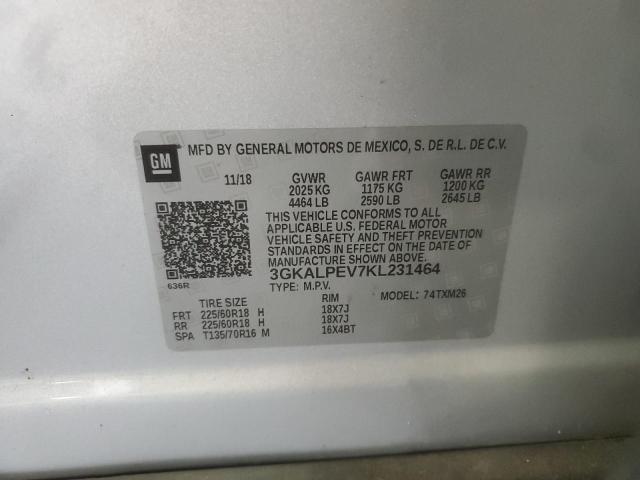 GM
MFD BY GENERAL MOTORS DE MEXICO, S. DE R.L. DE C.V.
11/18 GVWR GAWR FRT GAWR RR
2025 KG 1175 KG 1200 KG
4464 LB 2590 LB 2645 LB
THIS VEHICLE CONFORMS TO ALL
APPLICABLE U.S. FEDERAL MOTOR
VEHICLE SAFETY AND THEFT PREVENTION
STANDARDS IN EFFECT ON THE DATE OF
MANUFACTURE SHOWN ABOVE.
3GKALPEV7KL231464
636R TYPE: M.P.V. MODEL: 74TXM26
TIRE SIZE RIM
FRT 225/60R18 H 18X7J
RR 225/60R18 H 18X7J
SPA T135/70R16 M 16X4BT